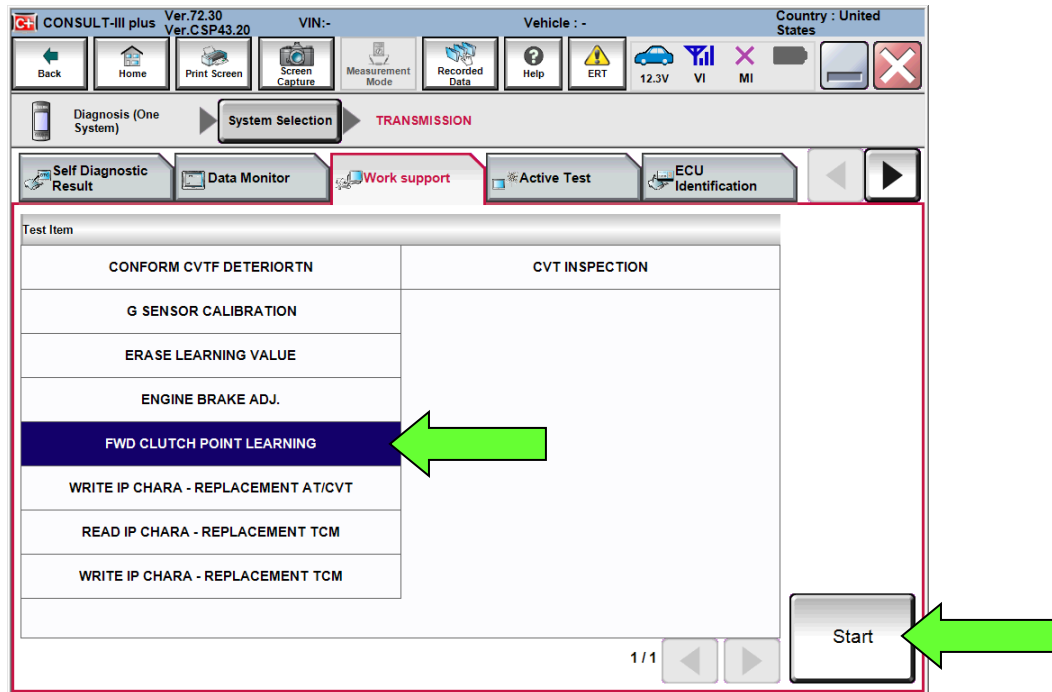 C+ CONSULT-III plus Ver.72.30 VIN:- Vehicle : - Country : United
Ver.CSP43.20 States
Back Home Print Screen Screen Capture Measurement Mode Recorded Data Help ERT 12.3V VI MI
Diagnosis (One
System)
System Selection
TRANSMISSION
Self Diagnostic
Result
Data Monitor
Work support
Active Test
ECU
Identification
Test Item
CONFORM CVTF DETERIORTN
CVT INSPECTION
G SENSOR CALIBRATION
ERASE LEARNING VALUE
ENGINE BRAKE ADJ.
FWD CLUTCH POINT LEARNING
WRITE IP CHARA - REPLACEMENT AT/CVT
READ IP CHARA - REPLACEMENT TCM
WRITE IP CHARA - REPLACEMENT TCM
Start
1 / 1